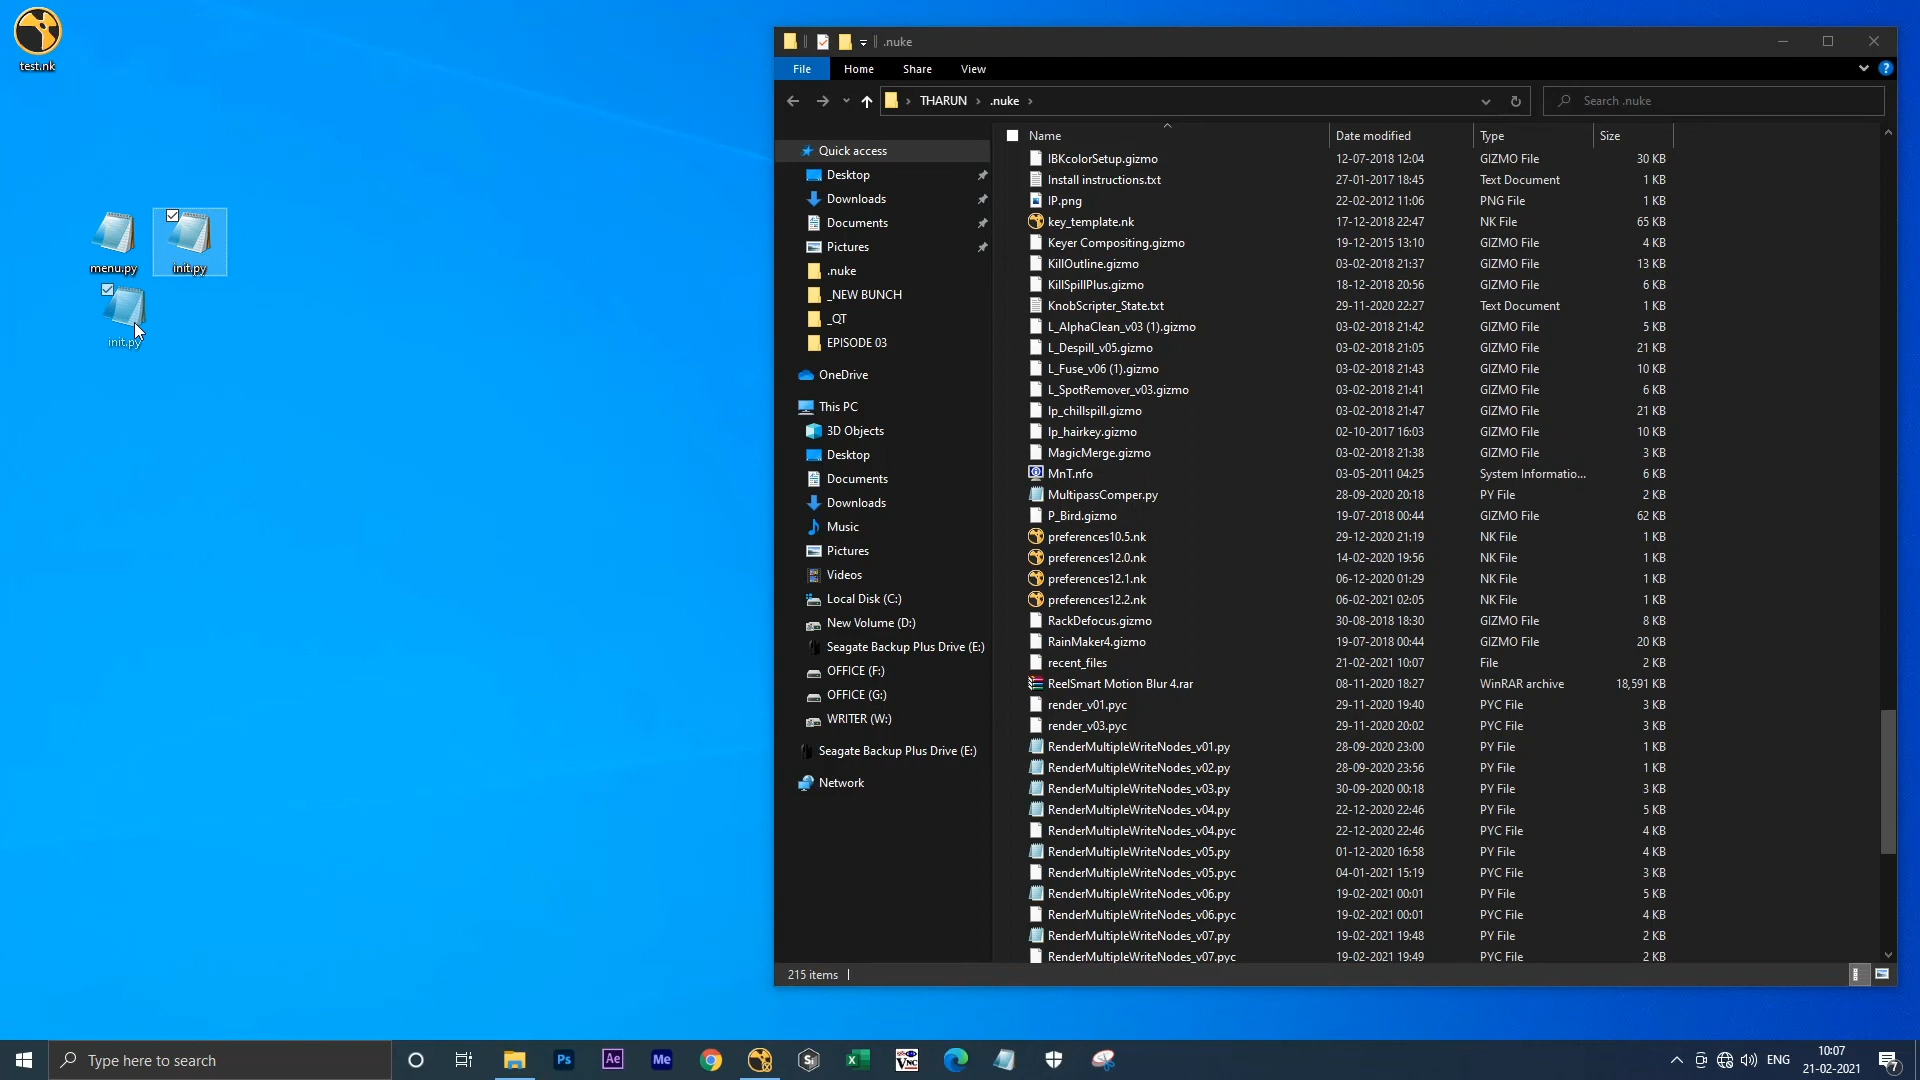 test.nk
menu.py
init.py
init.py
.nuke
File Home Share View
THARUN .nuke
Search .nuke
Quick access
Desktop
Downloads
Documents
Pictures
.nuke
_NEW BUNCH
_QT
EPISODE 03
OneDrive
This PC
3D Objects
Desktop
Documents
Downloads
Music
Pictures
Videos
Local Disk (C:)
New Volume (D:)
Seagate Backup Plus Drive (E:)
OFFICE (F:)
OFFICE (G:)
WRITER (W:)
Seagate Backup Plus Drive (E:)
Network
Name Date modified Type Size
IBKcolorSetup.gizmo 12-07-2018 12:04 GIZMO File 30 KB
Install instructions.txt 27-01-2017 18:45 Text Document 1 KB
IP.png 22-02-2012 11:06 PNG File 1 KB
key_template.nk 17-12-2018 22:47 NK File 65 KB
Keyer Compositing.gizmo 19-12-2015 13:10 GIZMO File 4 KB
KillOutline.gizmo 03-02-2018 21:37 GIZMO File 13 KB
KillSpillPlus.gizmo 18-12-2018 20:56 GIZMO File 6 KB
KnobScripter_State.txt 29-11-2020 22:27 Text Document 1 KB
L_AlphaClean_v03 (1).gizmo 03-02-2018 21:42 GIZMO File 5 KB
L_Despill_v05.gizmo 03-02-2018 21:05 GIZMO File 21 KB
L_Fuse_v06 (1).gizmo 03-02-2018 21:43 GIZMO File 10 KB
L_SpotRemover_v03.gizmo 03-02-2018 21:41 GIZMO File 6 KB
lp_chillspill.gizmo 03-02-2018 21:47 GIZMO File 21 KB
lp_hairkey.gizmo 02-10-2017 16:03 GIZMO File 10 KB
MagicMerge.gizmo 03-02-2018 21:38 GIZMO File 3 KB
MnT.nfo 03-05-2011 04:25 System Informatio... 6 KB
MultipassComper.py 28-09-2020 20:18 PY File 2 KB
P_Bird.gizmo 19-07-2018 00:44 GIZMO File 62 KB
preferences10.5.nk 29-12-2020 21:19 NK File 1 KB
preferences12.0.nk 14-02-2020 19:56 NK File 1 KB
preferences12.1.nk 06-12-2020 01:29 NK File 1 KB
preferences12.2.nk 06-02-2021 02:05 NK File 1 KB
RackDefocus.gizmo 30-08-2018 18:30 GIZMO File 8 KB
RainMaker4.gizmo 19-07-2018 00:44 GIZMO File 20 KB
recent_files 21-02-2021 10:07 File 2 KB
ReelSmart Motion Blur 4.rar 08-11-2020 18:27 WinRAR archive 18,591 KB
render_v01.pyc 29-11-2020 19:40 PYC File 3 KB
render_v03.pyc 29-11-2020 20:02 PYC File 3 KB
RenderMultipleWriteNodes_v01.py 28-09-2020 23:00 PY File 1 KB
RenderMultipleWriteNodes_v02.py 28-09-2020 23:56 PY File 1 KB
RenderMultipleWriteNodes_v03.py 30-09-2020 00:18 PY File 3 KB
RenderMultipleWriteNodes_v04.py 22-12-2020 22:46 PY File 5 KB
RenderMultipleWriteNodes_v04.pyc 22-12-2020 22:46 PYC File 4 KB
RenderMultipleWriteNodes_v05.py 01-12-2020 16:58 PY File 4 KB
RenderMultipleWriteNodes_v05.pyc 04-01-2021 15:19 PYC File 3 KB
RenderMultipleWriteNodes_v06.py 19-02-2021 00:01 PY File 5 KB
RenderMultipleWriteNodes_v06.pyc 19-02-2021 00:01 PYC File 4 KB
RenderMultipleWriteNodes_v07.py 19-02-2021 19:48 PY File 2 KB
RenderMultipleWriteNodes_v07.pyc 19-02-2021 19:49 PYC File 2 KB
215 items
Type here to search
Ps
Ae
Me
VNC
ENG
10:07
21-02-2021
7